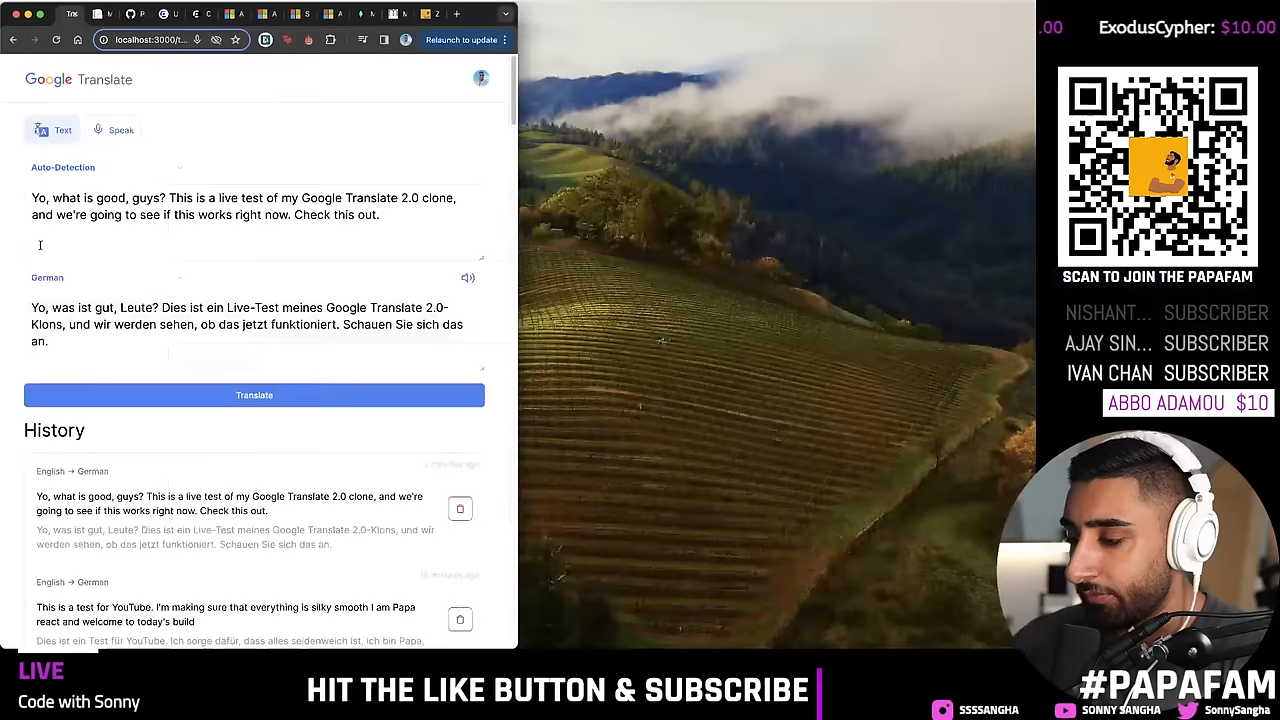 localhost:3000/t...
Relaunch to update
Google Translate
Text
Speak
Auto-Detection
Yo, what is good, guys? This is a live test of my Google Translate 2.0 clone,
and we're going to see if this works right now. Check this out.
German
Yo, was ist gut, Leute? Dies ist ein Live-Test meines Google Translate 2.0-
Klons, und wir werden sehen, ob das jetzt funktioniert. Schauen Sie sich das
an.
Translate
History
English → German
minutes ago
Yo, what is good, guys? This is a live test of my Google Translate 2.0 clone, and we're
going to see if this works right now. Check this out.
Yo, was ist gut, Leute? Dies ist ein Live-Test meines Google Translate 2.0-Klons, und wir
werden sehen, ob das jetzt funktioniert. Schauen Sie sich das an.
English → German
minutes ago
This is a test for YouTube. I'm making sure that everything is silky smooth I am Papa
react and welcome to today's build
Dies ist ein Test für YouTube. Ich sorge dafür, dass alles seidenweich ist, ich bin Papa,
.00 ExodusCypher: $10.00
SCAN TO JOIN THE PAPAFAM
NISHANT... SUBSCRIBER
AJAY SIN... SUBSCRIBER
IVAN CHAN SUBSCRIBER
ABBO ADAMOU $10
LIVE
Code with Sonny
HIT THE LIKE BUTTON & SUBSCRIBE
#PAPAFAM
SSSSANGHA
SONNY SANGHA
SonnySangha